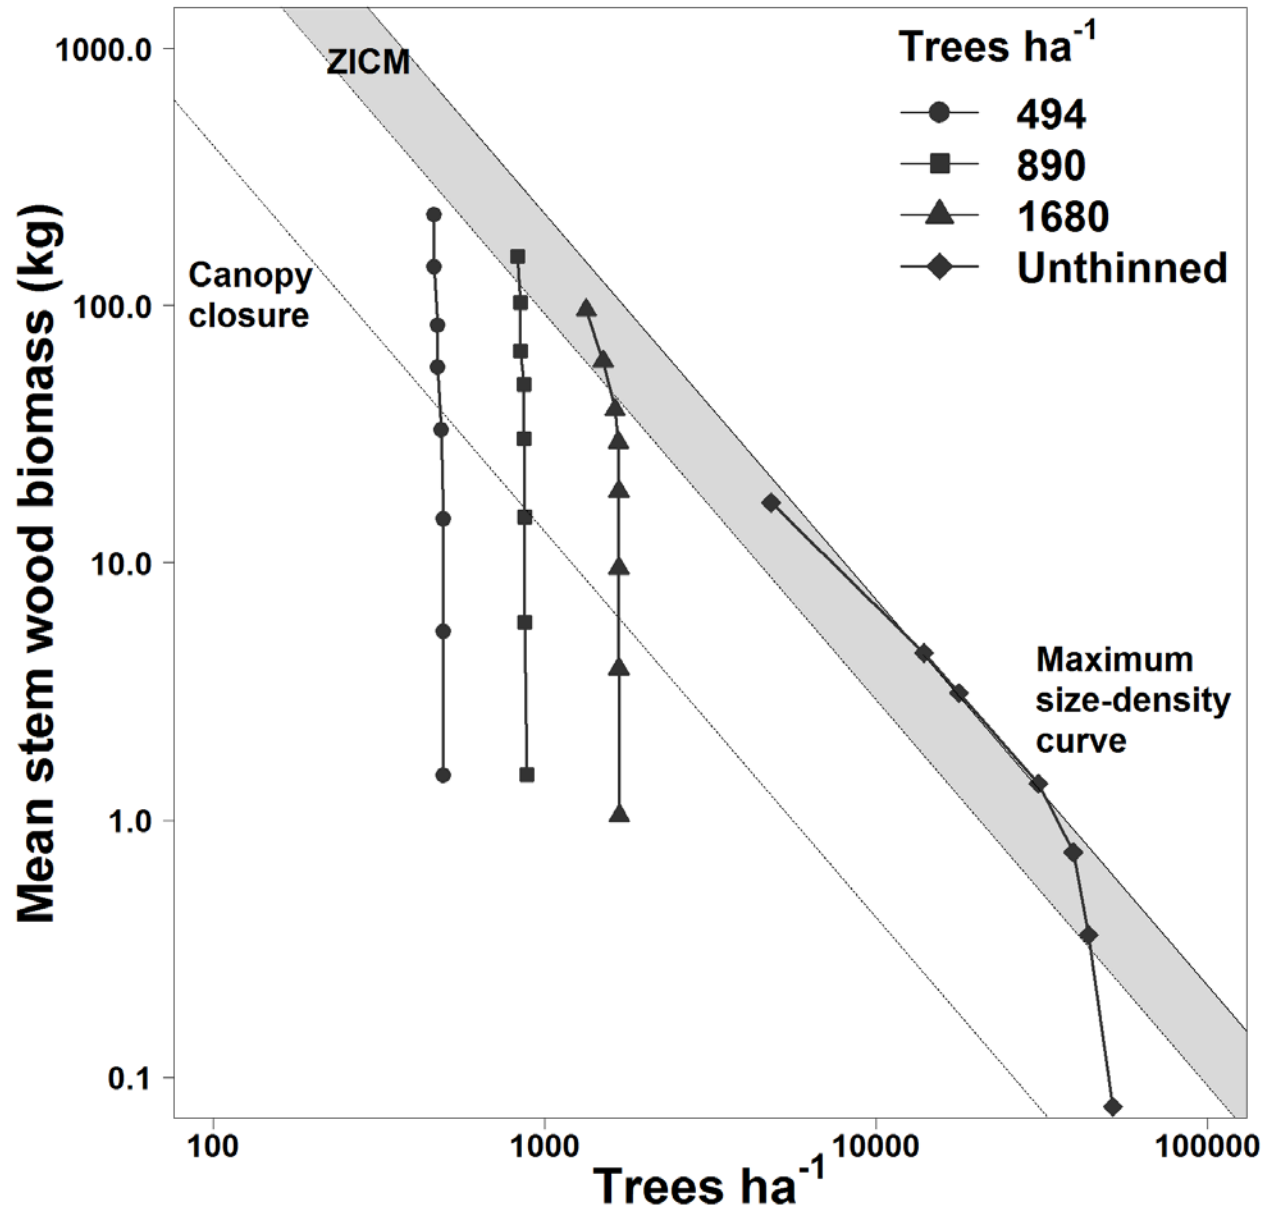 Trees ha-1
494
890
1680
Unthinned
ZICM
Canopy
closure
Maximum
size-density
curve
Mean stem wood biomass (kg)
1000.0
100.0
10.0
1.0
0.1
100
1000
10000
100000
Trees ha-1